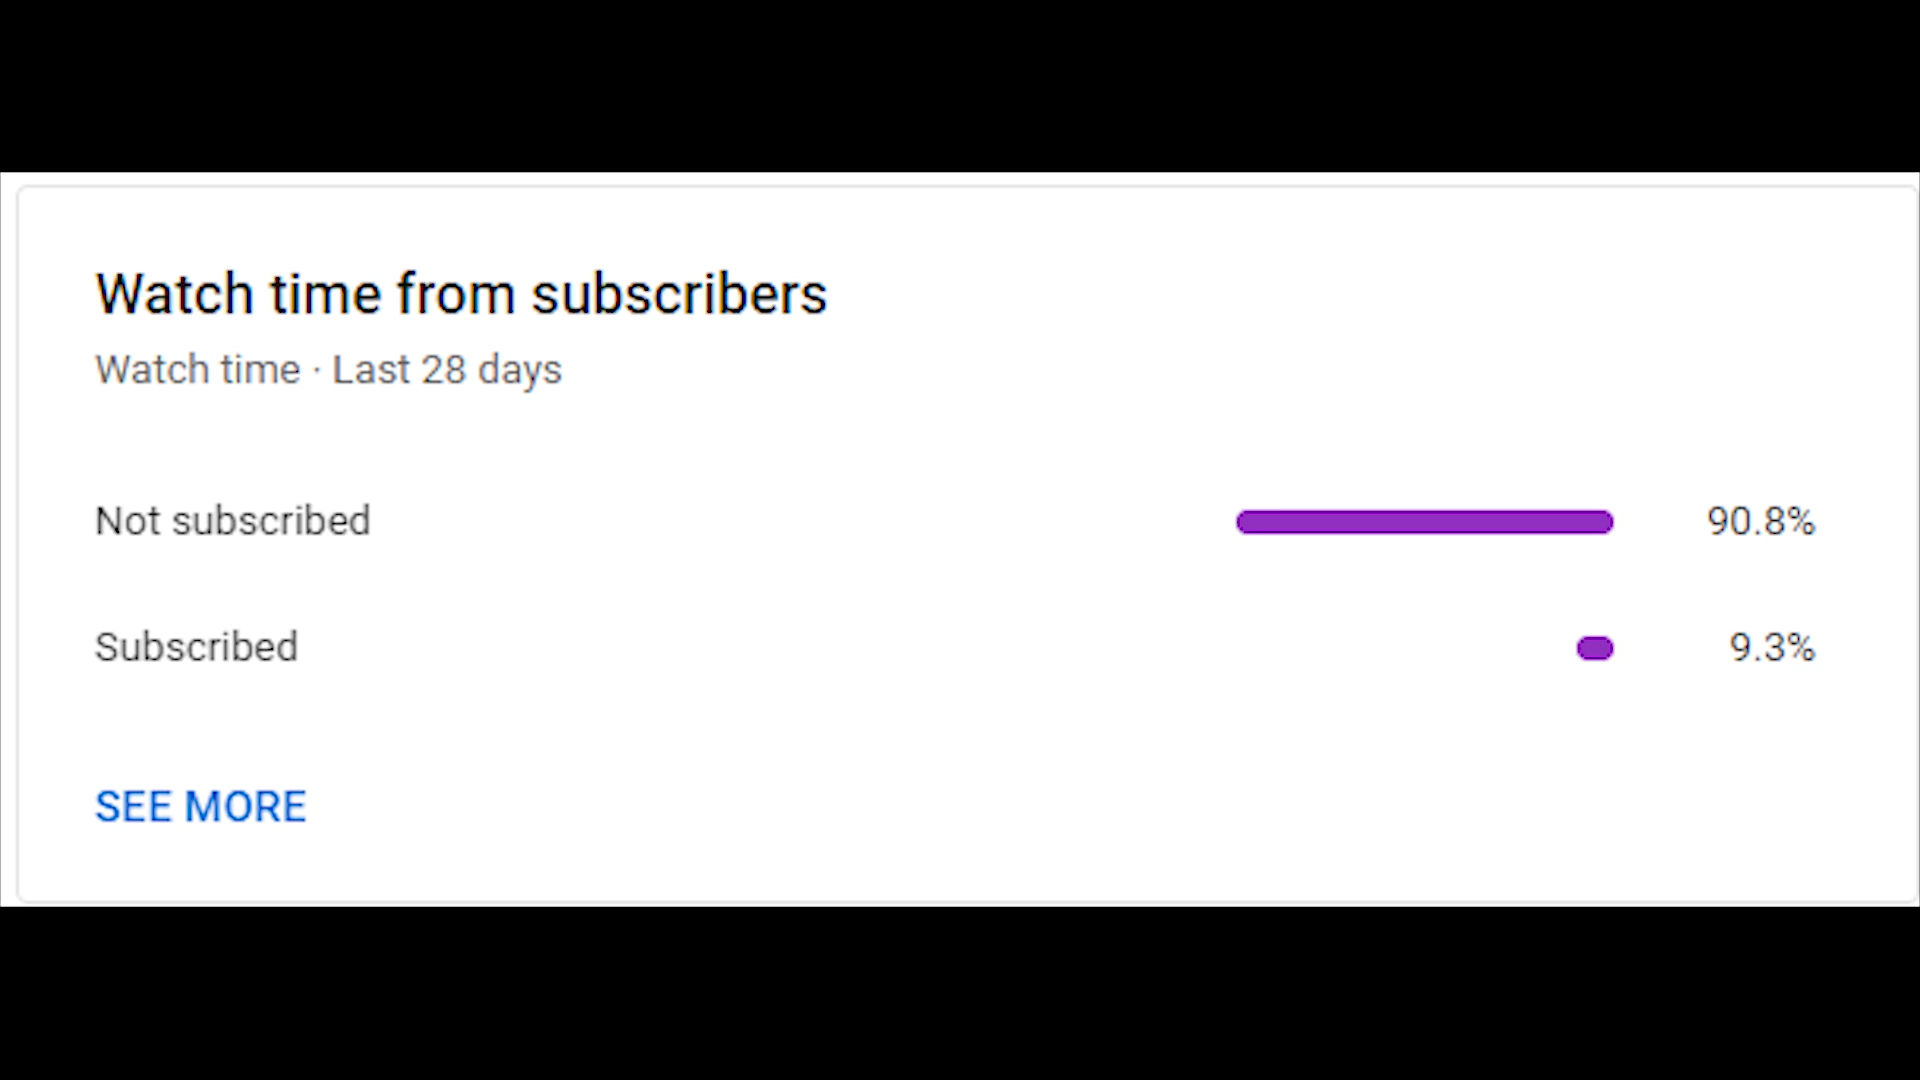 Watch time from subscribers
Watch time · Last 28 days
Not subscribed 90.8%
Subscribed 9.3%
SEE MORE